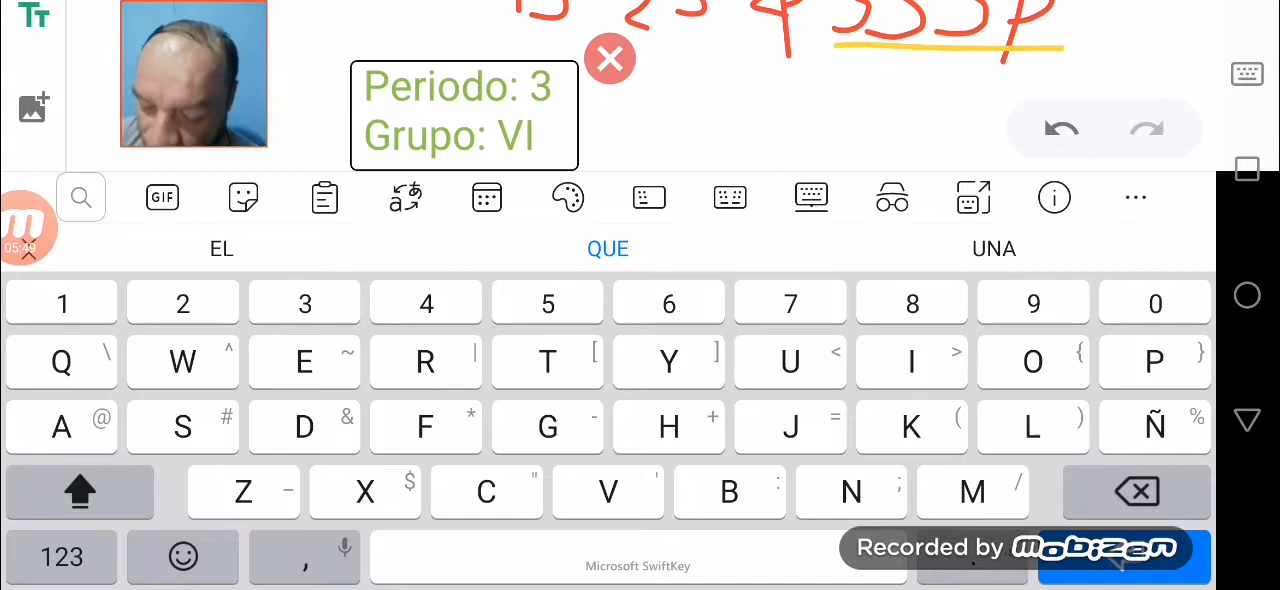 Periodo: 3
Grupo: VI
GIF
05:49
EL QUE UNA
1 2 3 4 5 6 7 8 9 0
Q \ W ^ E ~ R | T [ Y ] U < I > O { P }
A @ S # D & F * G - H + J = K ( L ) Ñ %
Z _ X $ C " V ' B : N ; M /
123 , Microsoft SwiftKey .
Recorded by mobizen